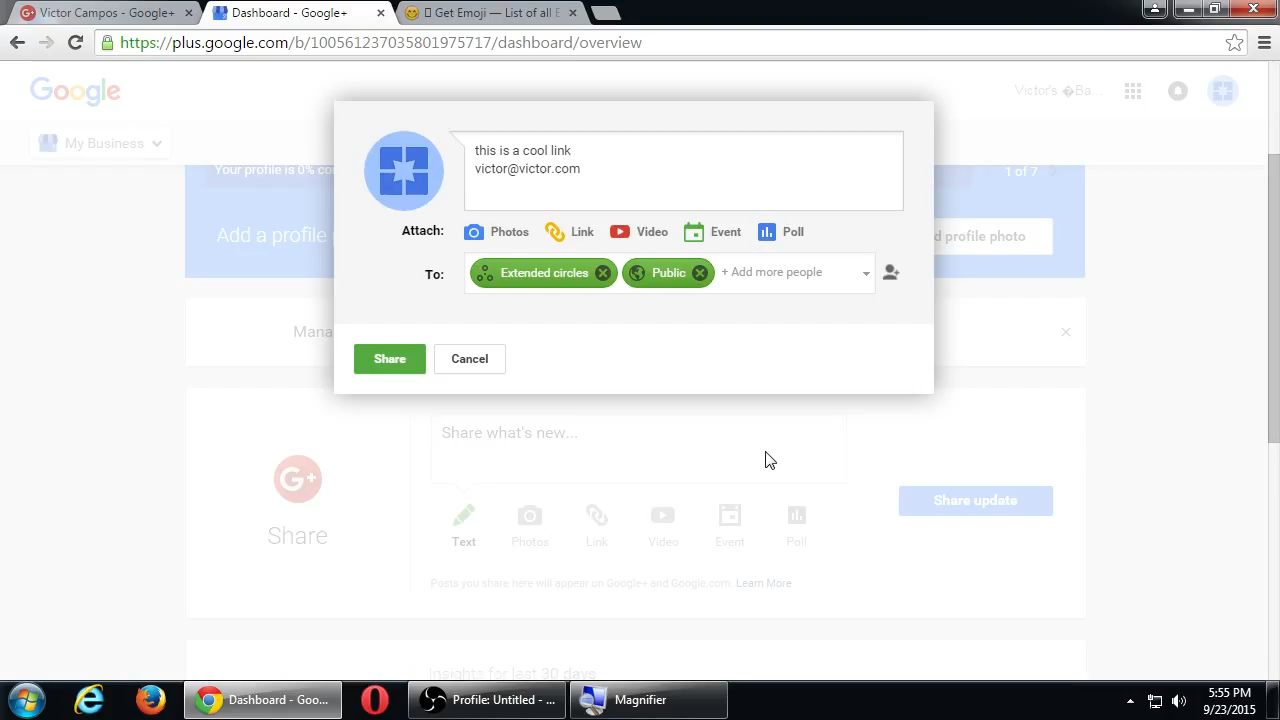 Victor Campos - Google+
Dashboard - Google+
Get Emoji — List of all E
https://plus.google.com/b/100561237035801975717/dashboard/overview
Google
Victor's �Ba...
My Business
Your profile is 0% co
1 of 7
Add a profile
d profile photo
this is a cool link
victor@victor.com
Attach: Photos Link Video Event Poll
To: Extended circles Public + Add more people
Mana
Share Cancel
Share what's new...
Share
Share update
Text Photos Link Video Event Poll
Posts you share here will appear on Google+ and Google.com. Learn More
Insights for last 30 days
Dashboard - Goo...
Profile: Untitled - ...
Magnifier
5:55 PM
9/23/2015